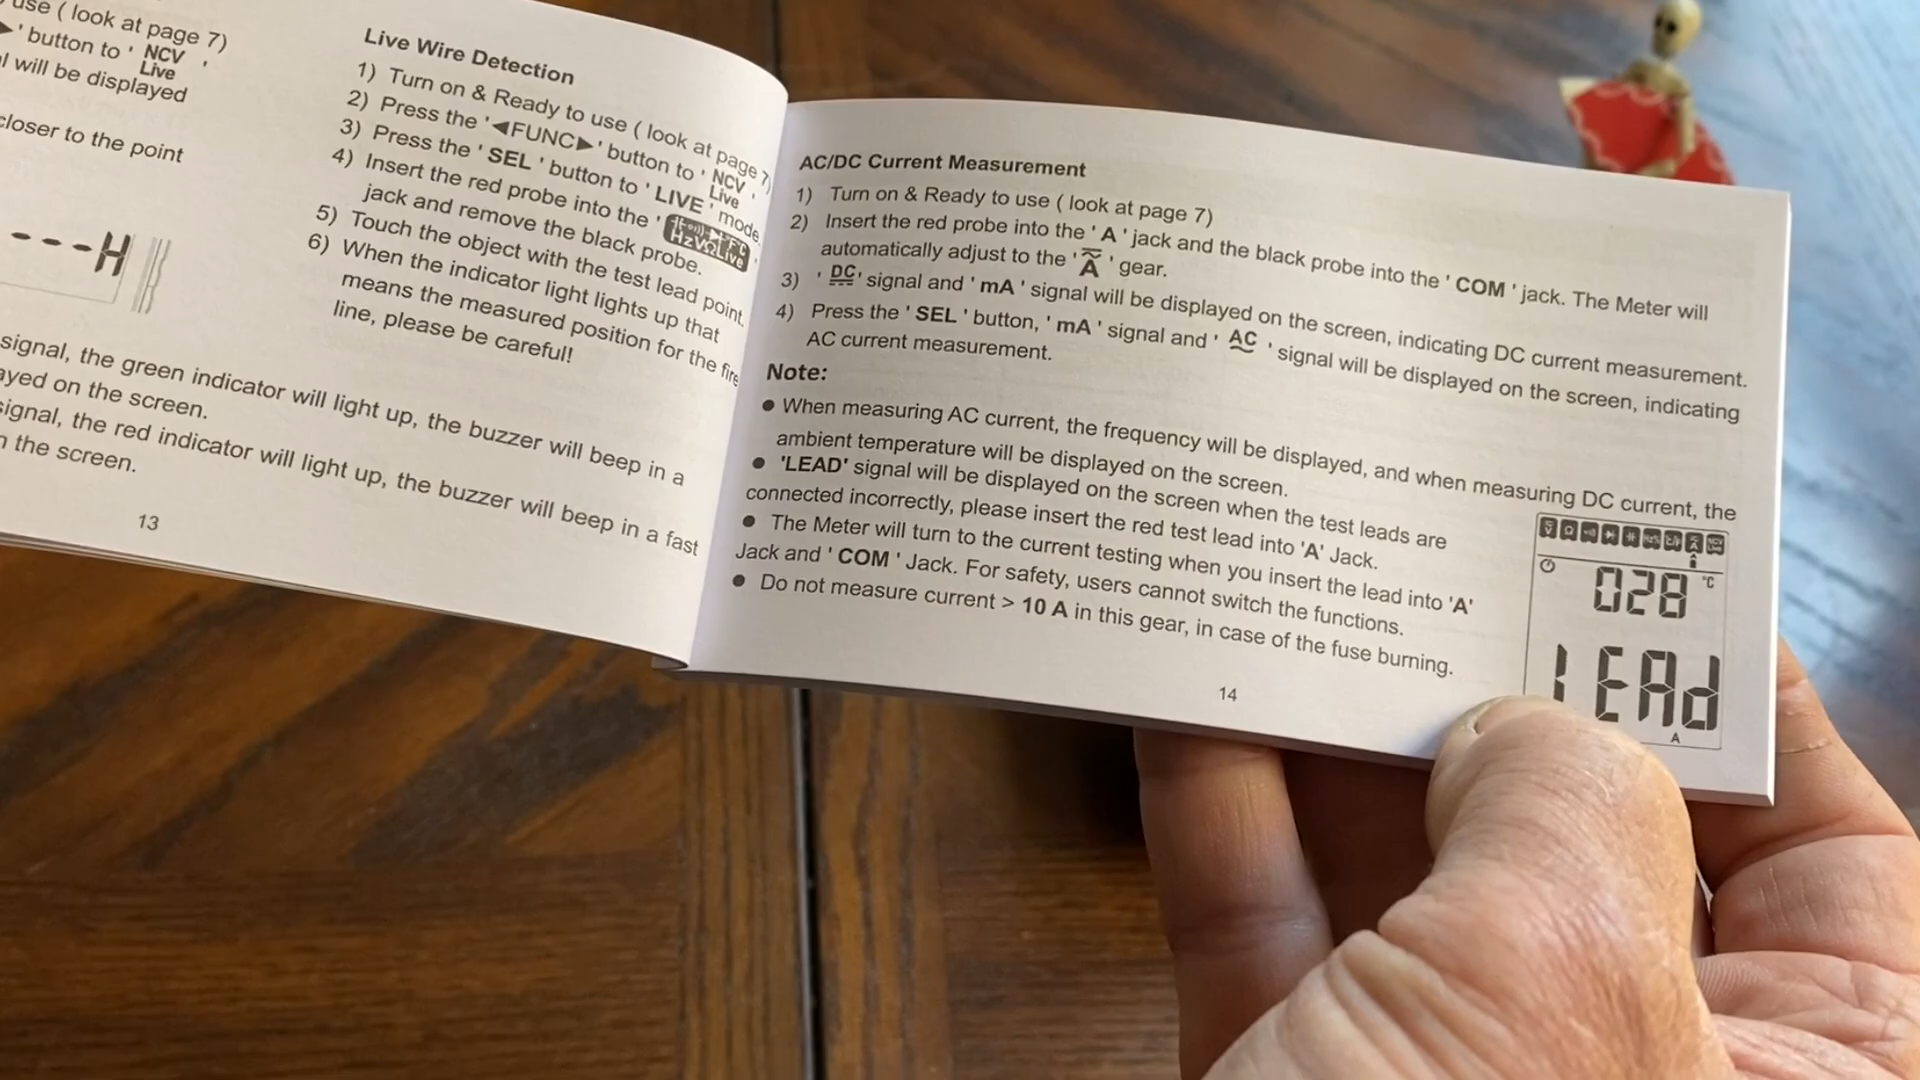 use ( look at page 7)
' button to ' NCV Live '
will be displayed
closer to the point
---H
signal, the green indicator will light up, the buzzer will beep in a
ayed on the screen.
signal, the red indicator will light up, the buzzer will beep in a fast
the screen.
13
Live Wire Detection
1) Turn on & Ready to use ( look at page 7)
2) Press the '◄FUNC►' button to ' NCV Live '
3) Press the ' SEL ' button to ' LIVE ' mode.
4) Insert the red probe into the ' HzVΩLive '
jack and remove the black probe.
5) Touch the object with the test lead point.
6) When the indicator light lights up that
means the measured position for the fire
line, please be careful!
AC/DC Current Measurement
1) Turn on & Ready to use ( look at page 7)
2) Insert the red probe into the ' A ' jack and the black probe into the ' COM ' jack. The Meter will
automatically adjust to the ' A ' gear.
3) ' DC ' signal and ' mA ' signal will be displayed on the screen, indicating DC current measurement.
4) Press the ' SEL ' button, ' mA ' signal and ' AC ' signal will be displayed on the screen, indicating
AC current measurement.
Note:
● When measuring AC current, the frequency will be displayed, and when measuring DC current, the
ambient temperature will be displayed on the screen.
● 'LEAD' signal will be displayed on the screen when the test leads are
connected incorrectly, please insert the red test lead into 'A' Jack.
● The Meter will turn to the current testing when you insert the lead into 'A'
Jack and ' COM ' Jack. For safety, users cannot switch the functions.
● Do not measure current > 10 A in this gear, in case of the fuse burning.
028 °C
LEAd
A
14